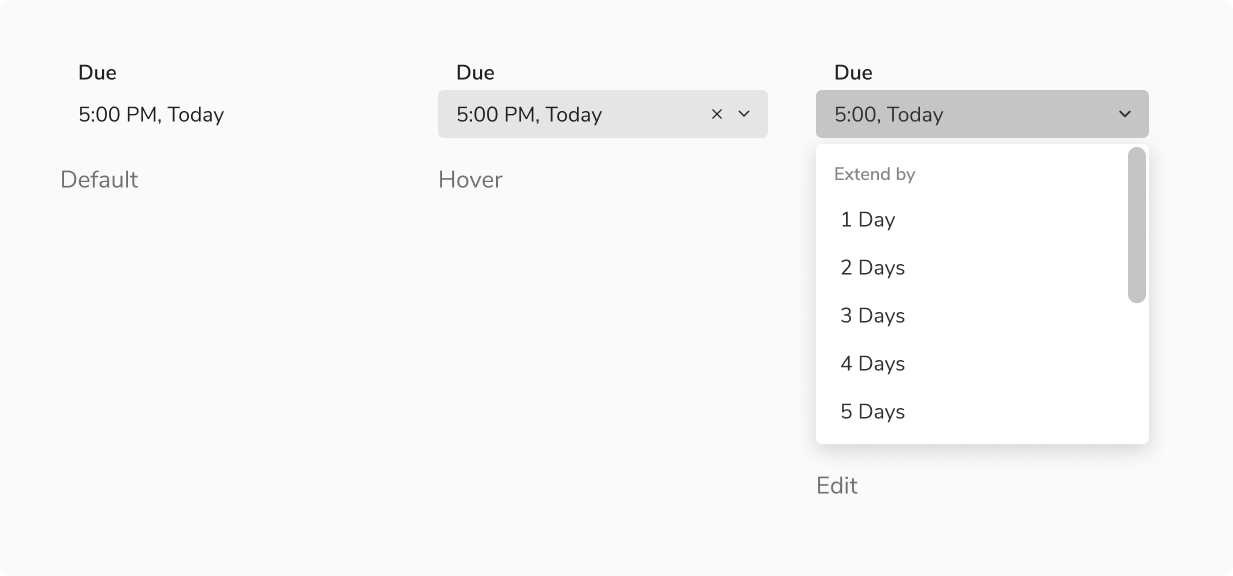 Due
5:00 PM, Today
Default
Due
5:00 PM, Today
Hover
Due
5:00, Today
Extend by
1 Day
2 Days
3 Days
4 Days
5 Days
Edit